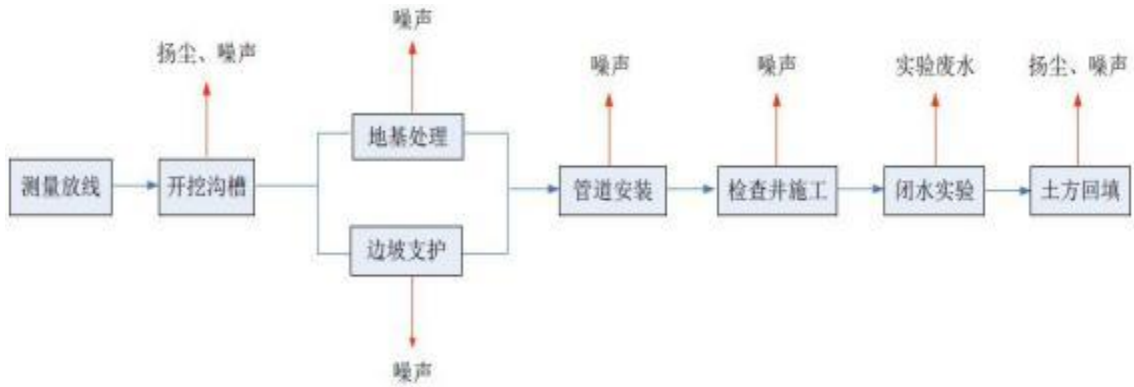 噪声
扬尘、噪声
噪声
噪声
实验废水
扬尘、噪声
地基处理
测量放线
开挖沟槽
管道安装
检查井施工
闭水实验
土方回填
边坡支护
噪声